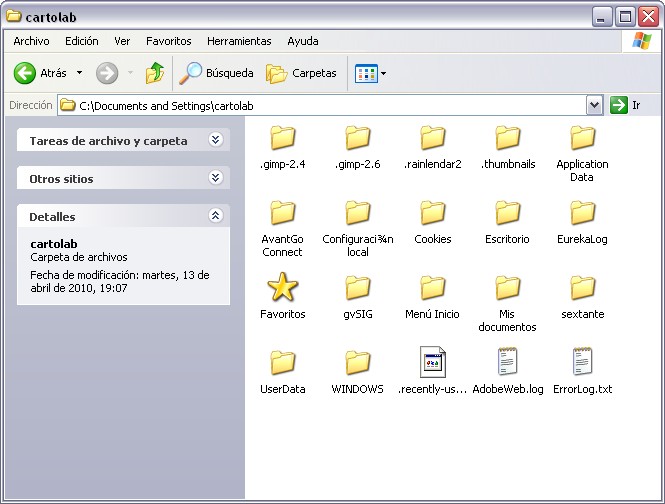 cartolab
Archivo Edición Ver Favoritos Herramientas Ayuda
Atrás Búsqueda Carpetas
Dirección C:\Documents and Settings\cartolab Ir
Tareas de archivo y carpeta
Otros sitios
Detalles
cartolab
Carpeta de archivos
Fecha de modificación: martes, 13 de
abril de 2010, 19:07
.gimp-2.4
.gimp-2.6
.rainlendar2
.thumbnails
Application
Data
AvantGo
Connect
Configuraci¾n
local
Cookies
Escritorio
EurekaLog
Favoritos
gvSIG
Menú Inicio
Mis
documentos
sextante
UserData
WINDOWS
.recently-us...
AdobeWeb.log
ErrorLog.txt